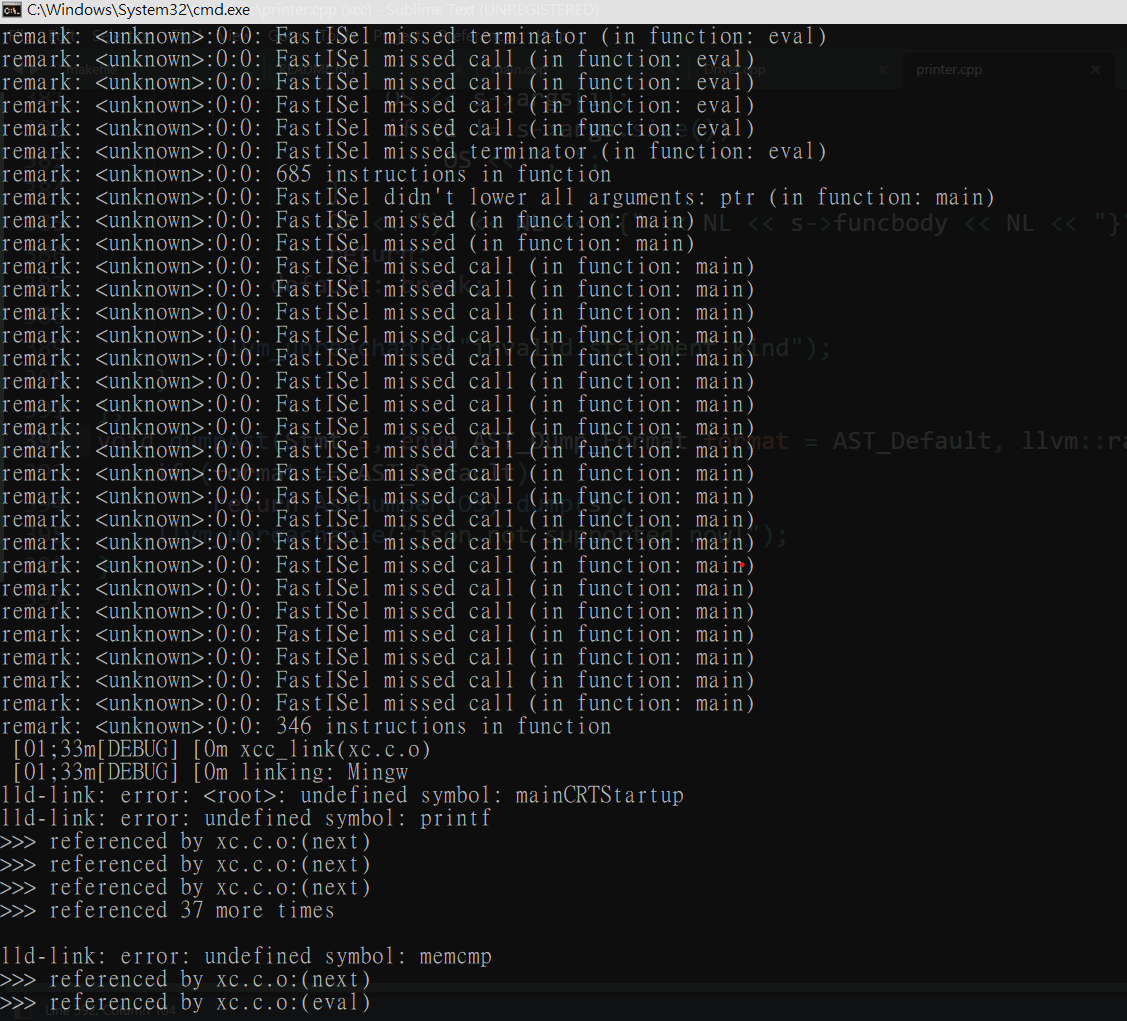 C:\Windows\System32\cmd.exe
printer.cpp (xcc) - Sublime Text (UNREGISTERED)
printer.cpp
remark: <unknown>:0:0: FastISel missed terminator (in function: eval)
remark: <unknown>:0:0: FastISel missed call (in function: eval)
remark: <unknown>:0:0: FastISel missed call (in function: eval)
remark: <unknown>:0:0: FastISel missed call (in function: eval)
remark: <unknown>:0:0: FastISel missed call (in function: eval)
remark: <unknown>:0:0: FastISel missed terminator (in function: eval)
remark: <unknown>:0:0: 685 instructions in function
remark: <unknown>:0:0: FastISel didn't lower all arguments: ptr (in function: main)
remark: <unknown>:0:0: FastISel missed (in function: main)
NL << s->funcbody << NL << "}"
remark: <unknown>:0:0: FastISel missed (in function: main)
remark: <unknown>:0:0: FastISel missed call (in function: main)
remark: <unknown>:0:0: FastISel missed call (in function: main)
remark: <unknown>:0:0: FastISel missed call (in function: main)
remark: <unknown>:0:0: FastISel missed call (in function: main)
remark: <unknown>:0:0: FastISel missed call (in function: main)
remark: <unknown>:0:0: FastISel missed call (in function: main)
remark: <unknown>:0:0: FastISel missed call (in function: main)
remark: <unknown>:0:0: FastISel missed call (in function: main)
remark: <unknown>:0:0: FastISel missed call (in function: main)
= AST_Default, llvm::ra
remark: <unknown>:0:0: FastISel missed call (in function: main)
remark: <unknown>:0:0: FastISel missed call (in function: main)
remark: <unknown>:0:0: FastISel missed call (in function: main)
remark: <unknown>:0:0: FastISel missed call (in function: main)
remark: <unknown>:0:0: FastISel missed call (in function: main)
remark: <unknown>:0:0: FastISel missed call (in function: main)
remark: <unknown>:0:0: FastISel missed call (in function: main)
remark: <unknown>:0:0: FastISel missed call (in function: main)
remark: <unknown>:0:0: FastISel missed call (in function: main)
remark: <unknown>:0:0: FastISel missed call (in function: main)
remark: <unknown>:0:0: FastISel missed call (in function: main)
remark: <unknown>:0:0: 346 instructions in function
[01;33m[DEBUG] [0m xcc_link(xc.c.o)
[01;33m[DEBUG] [0m linking: Mingw
lld-link: error: <root>: undefined symbol: mainCRTStartup
lld-link: error: undefined symbol: printf
>>> referenced by xc.c.o:(next)
>>> referenced by xc.c.o:(next)
>>> referenced by xc.c.o:(next)
>>> referenced 37 more times
lld-link: error: undefined symbol: memcmp
>>> referenced by xc.c.o:(next)
>>> referenced by xc.c.o:(eval)